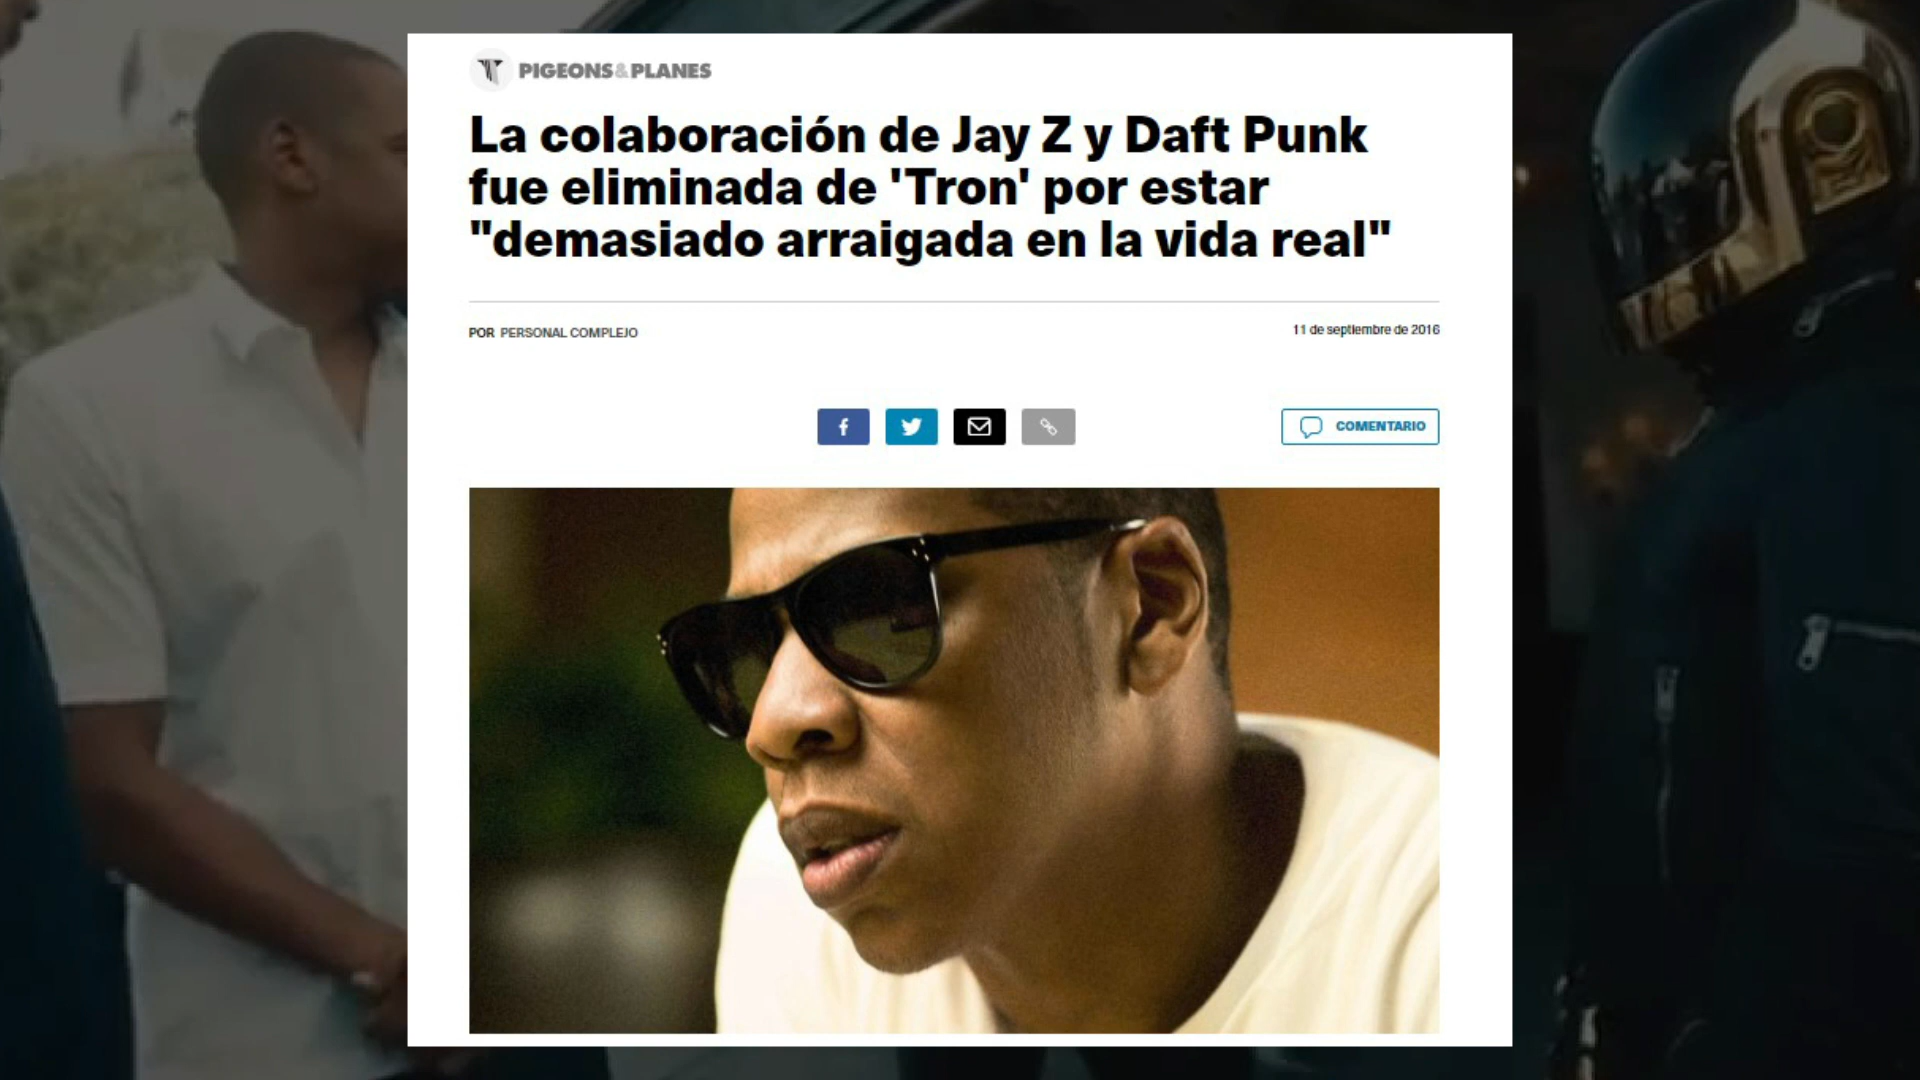 PIGEONS&PLANES
La colaboración de Jay Z y Daft Punk
fue eliminada de 'Tron' por estar
"demasiado arraigada en la vida real"
POR PERSONAL COMPLEJO
11 de septiembre de 2016
COMENTARIO